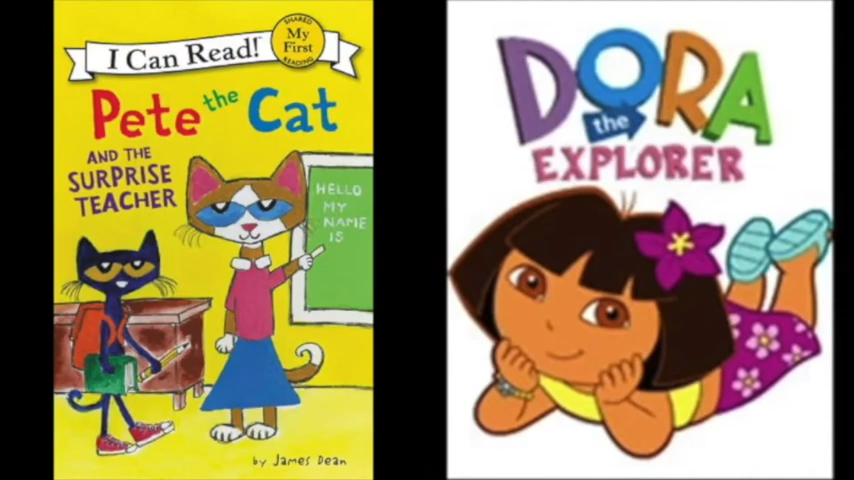 I Can Read!
SHARED
My
First
READING
Pete the Cat
AND THE
SURPRISE
TEACHER
HELLO
MY
NAME
IS
by James Dean
DORA
the
EXPLORER